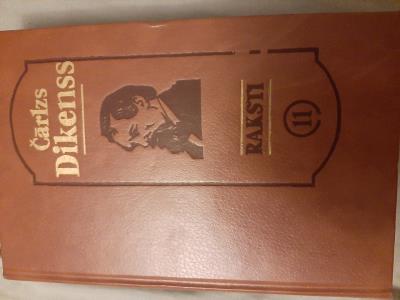 Čarlzs
Dikenss
RAKSTI
11